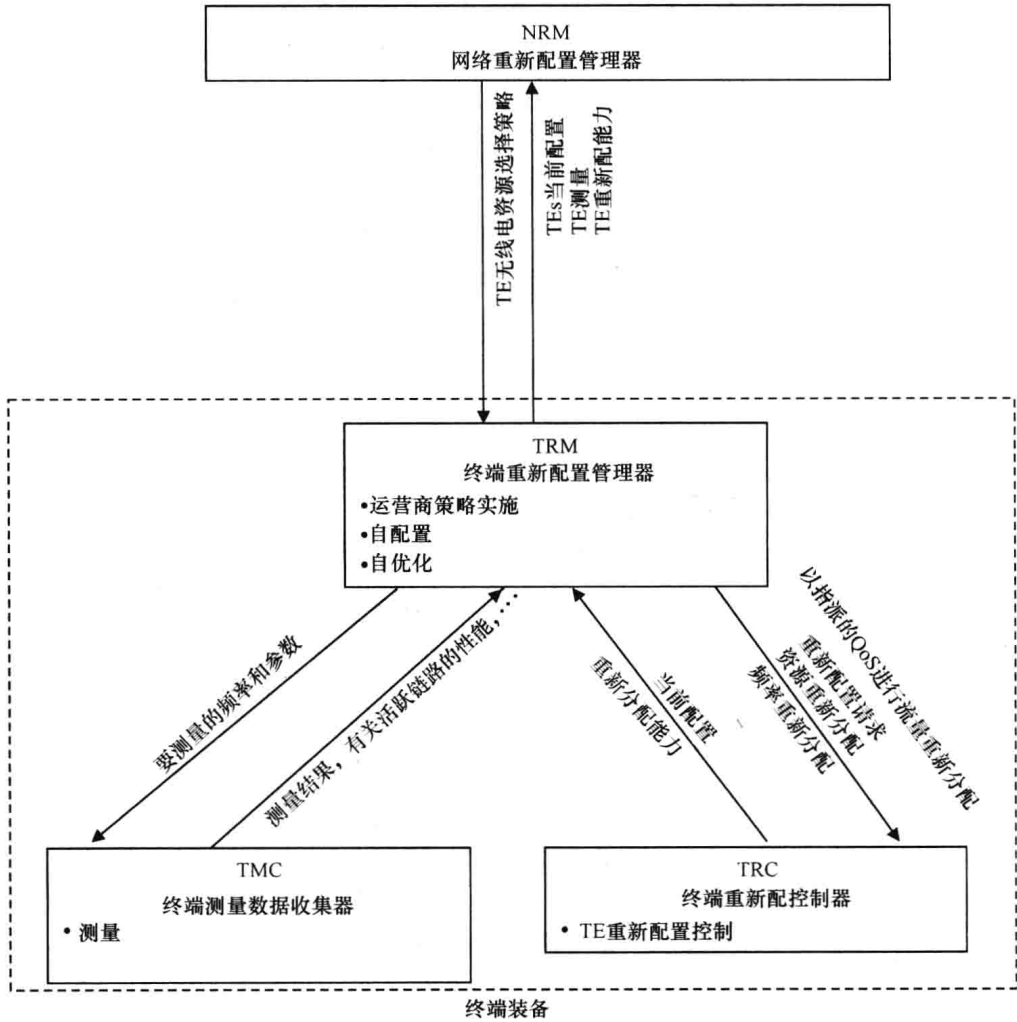 NRM
网络重新配置管理器
TE无线电资源选择策略
TEs当前配置
TE测量
TE重新配能力
TRM
终端重新配置管理器
•运营商策略实施
•自配置
•自优化
要测量的频率和参数
测量结果，有关活跃链路的性能，…
当前配置
重新分配能力
以指派的QoS进行流量重新分配
重新配置请求
资源重新分配
频率重新分配
TMC
终端测量数据收集器
• 测量
TRC
终端重新配控制器
• TE重新配置控制
终端装备